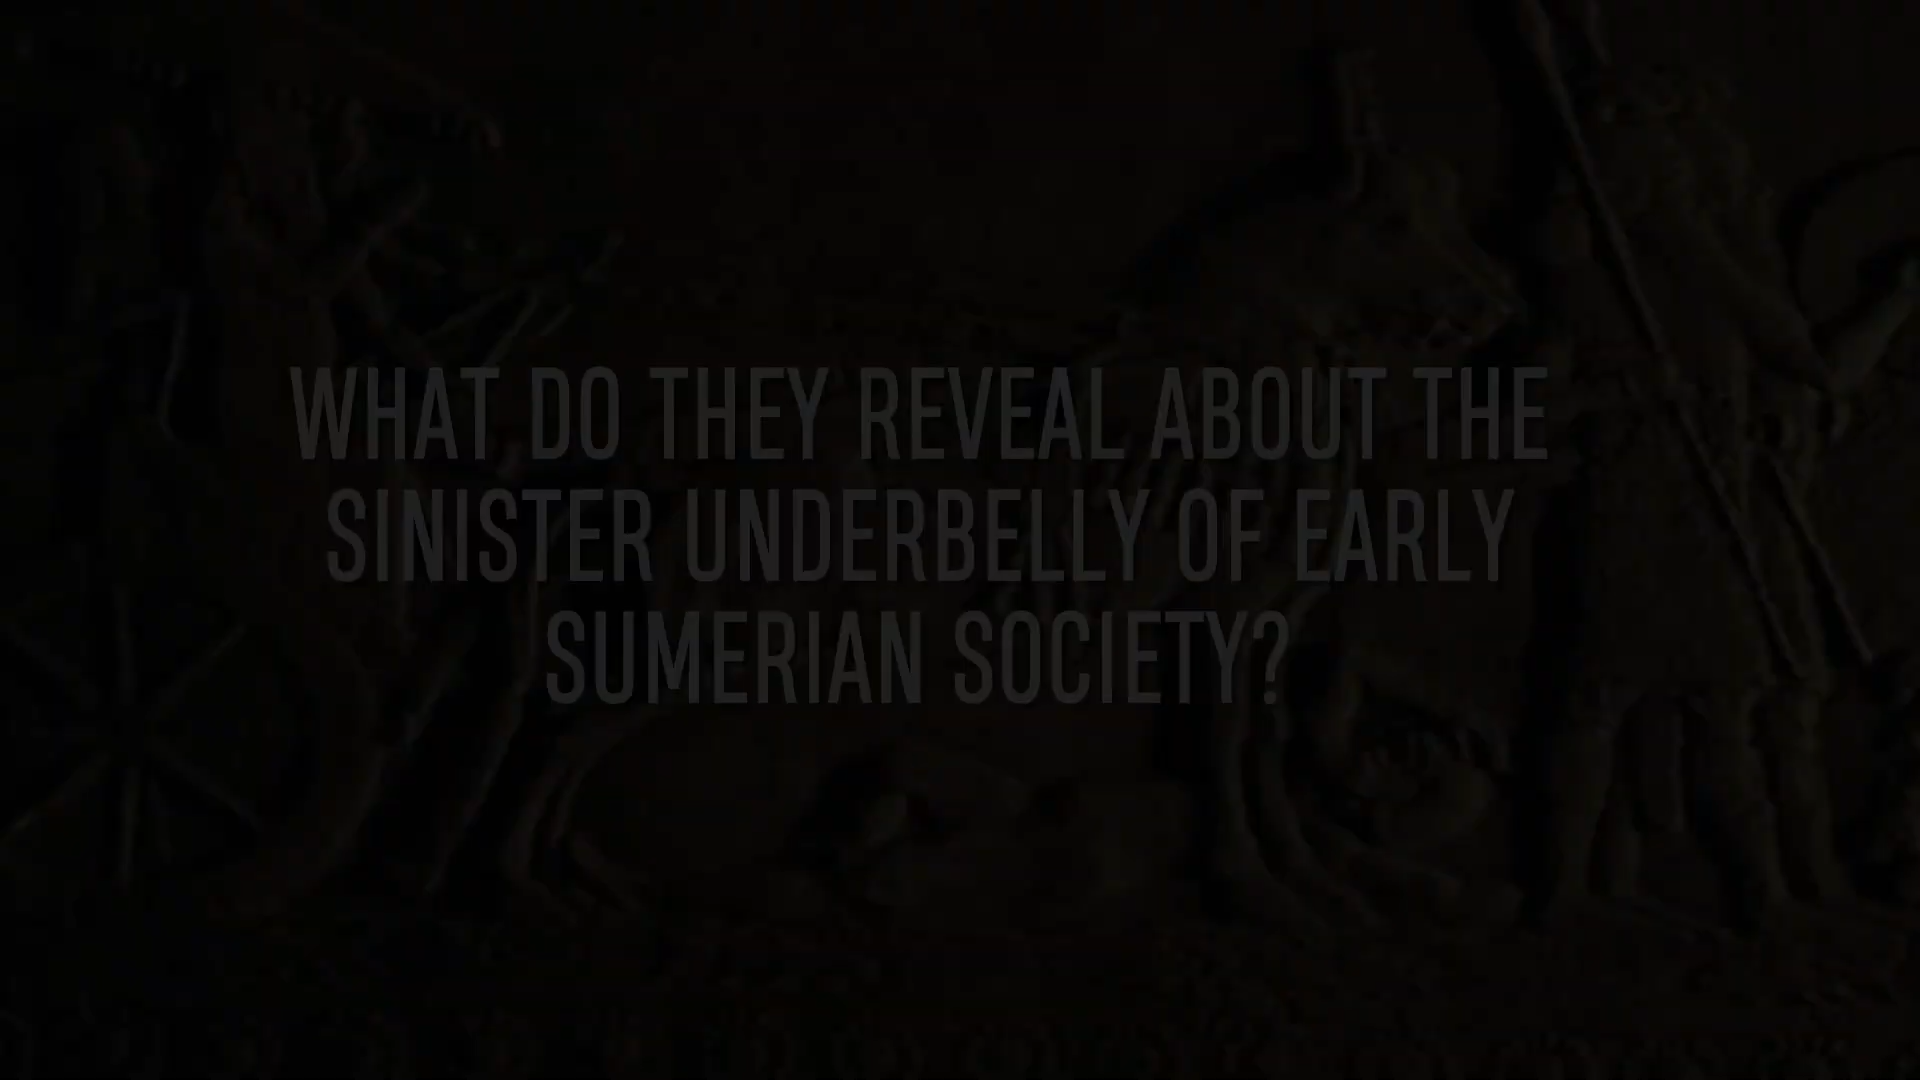 WHAT DO THEY REVEAL ABOUT THE
SINISTER UNDERBELLY OF EARLY
SUMERIAN SOCIETY?